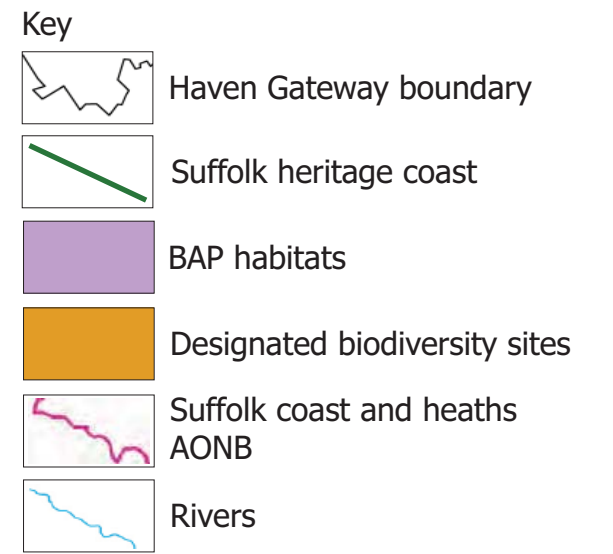 Key
Haven Gateway boundary
Suffolk heritage coast
BAP habitats
Designated biodiversity sites
Suffolk coast and heaths
AONB
Rivers